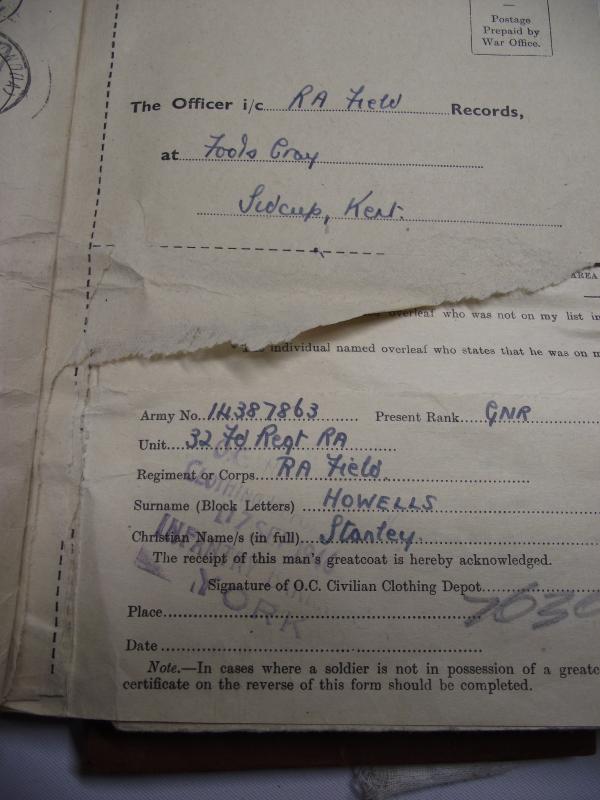 —
Postage
Prepaid by
War Office.
The Officer i/c RA Field Records,
at Foots Cray
Sidcup, Kent.
AREA
overleaf who was not on my list in
individual named overleaf who states that he was on m
Army No. 14387863 Present Rank GNR
Unit 32 Fd Regt RA
Regiment or Corps RA Field
Surname (Block Letters) HOWELLS
Christian Name/s (in full) Stanley
The receipt of this man's greatcoat is hereby acknowledged.
Signature of O.C. Civilian Clothing Depot
Place
Date
Note.—In cases where a soldier is not in possession of a greatc
certificate on the reverse of this form should be completed.
YORK